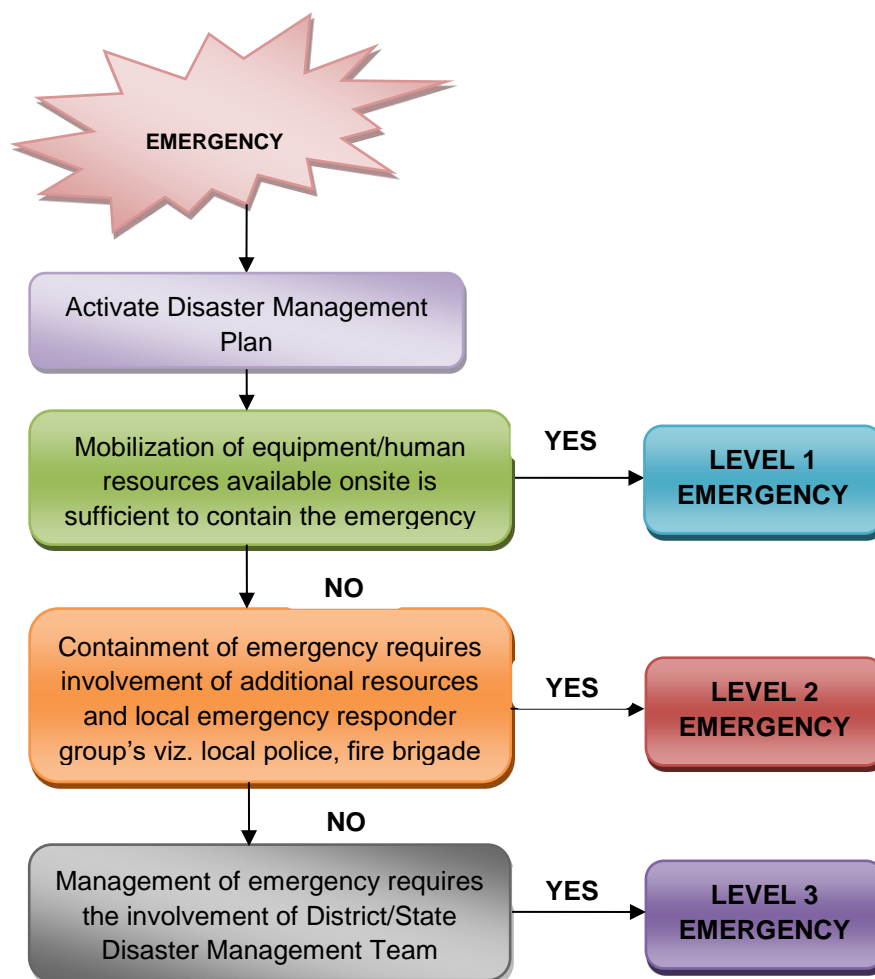 EMERGENCY
Activate Disaster Management
Plan
Mobilization of equipment/human
resources available onsite is
sufficient to contain the emergency
YES
LEVEL 1
EMERGENCY
NO
Containment of emergency requires
involvement of additional resources
and local emergency responder
group's viz. local police, fire brigade
YES
LEVEL 2
EMERGENCY
NO
Management of emergency requires
the involvement of District/State
Disaster Management Team
YES
LEVEL 3
EMERGENCY